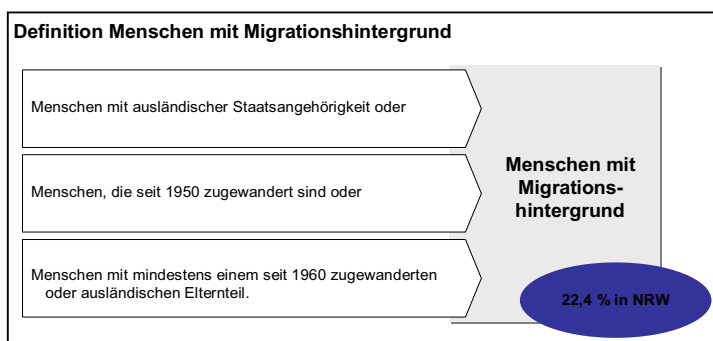 Definition Menschen mit Migrationshintergrund
Menschen mit ausländischer Staatsangehörigkeit oder
Menschen, die seit 1950 zugewandert sind oder
Menschen mit mindestens einem seit 1960 zugewanderten
oder ausländischen Elternteil.
Menschen mit
Migrations-
hintergrund
22,4 % in NRW